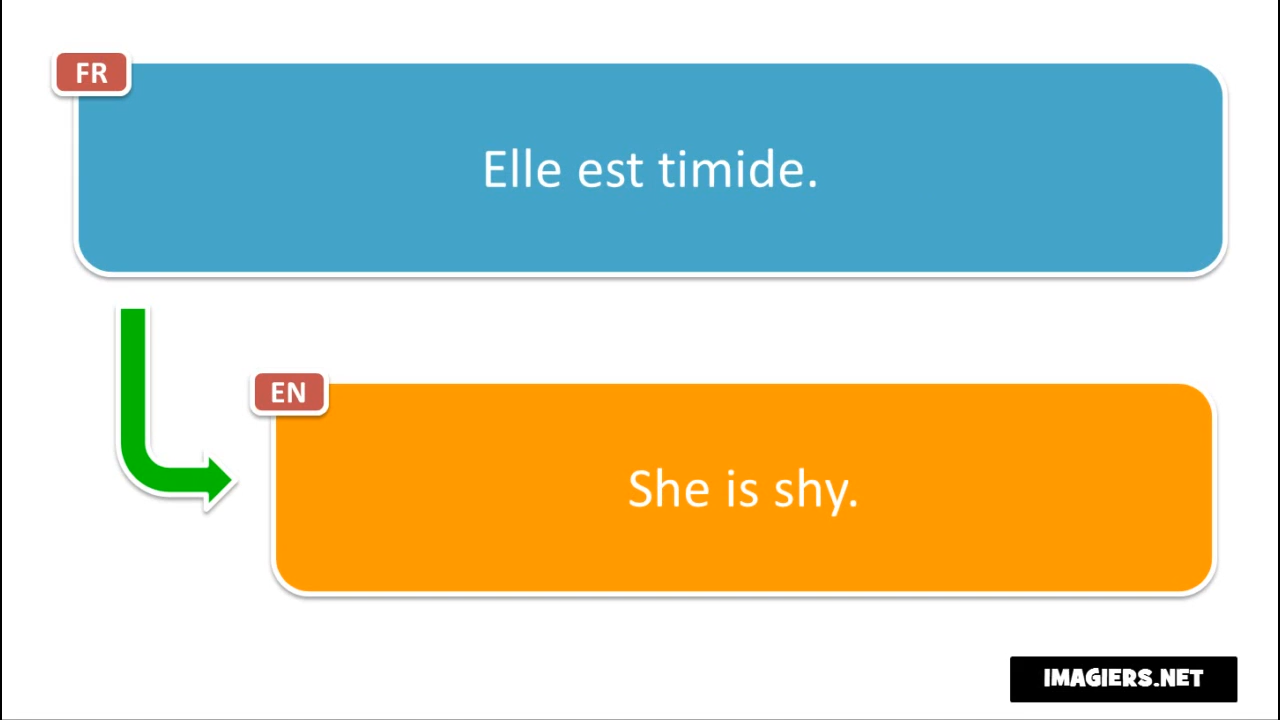 FR
Elle est timide.
EN
She is shy.
IMAGIERS.NET